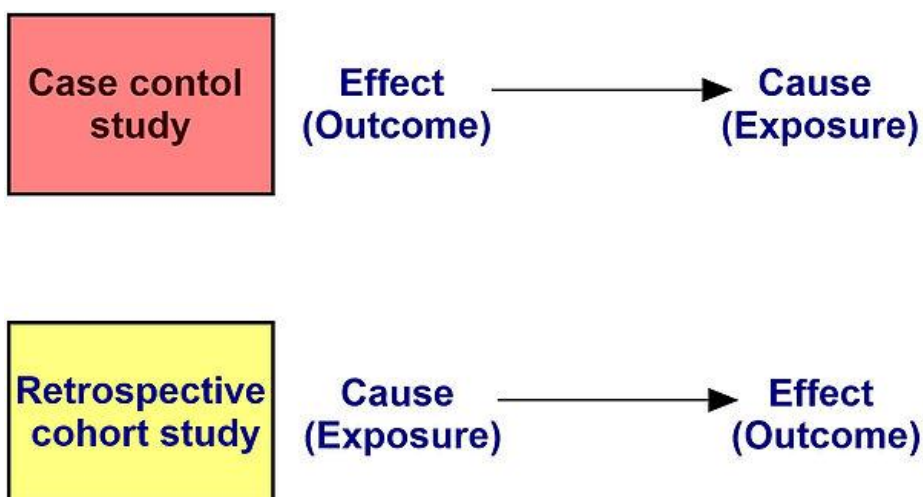 Case contol
study
Effect
(Outcome)
Cause
(Exposure)
Retrospective
cohort study
Cause
(Exposure)
Effect
(Outcome)